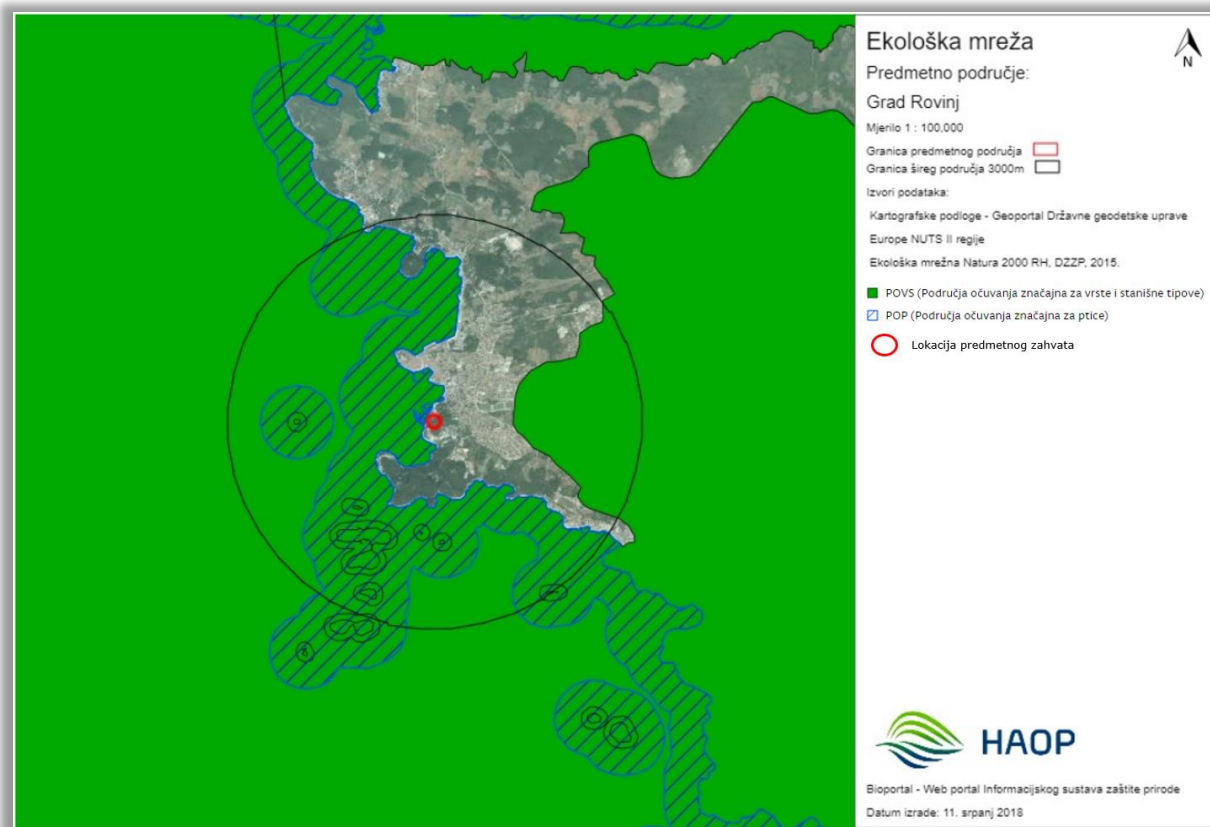 Ekološka mreža
N
Predmetno područje:
Grad Rovinj
Mjerilo 1 : 100,000
Granica predmetnog područja
Granica šireg područja 3000m
Izvori podataka:
Kartografske podloge - Geoportal Državne geodetske uprave
Europe NUTS II regije
Ekološka mrežna Natura 2000 RH, DZZP, 2015.
POVS (Područja očuvanja značajna za vrste i stanišne tipove)
POP (Područja očuvanja značajna za ptice)
Lokacija predmetnog zahvata
HAOP
Bioportal - Web portal Informacijskog sustava zaštite prirode
Datum izrade: 11. srpanj 2018